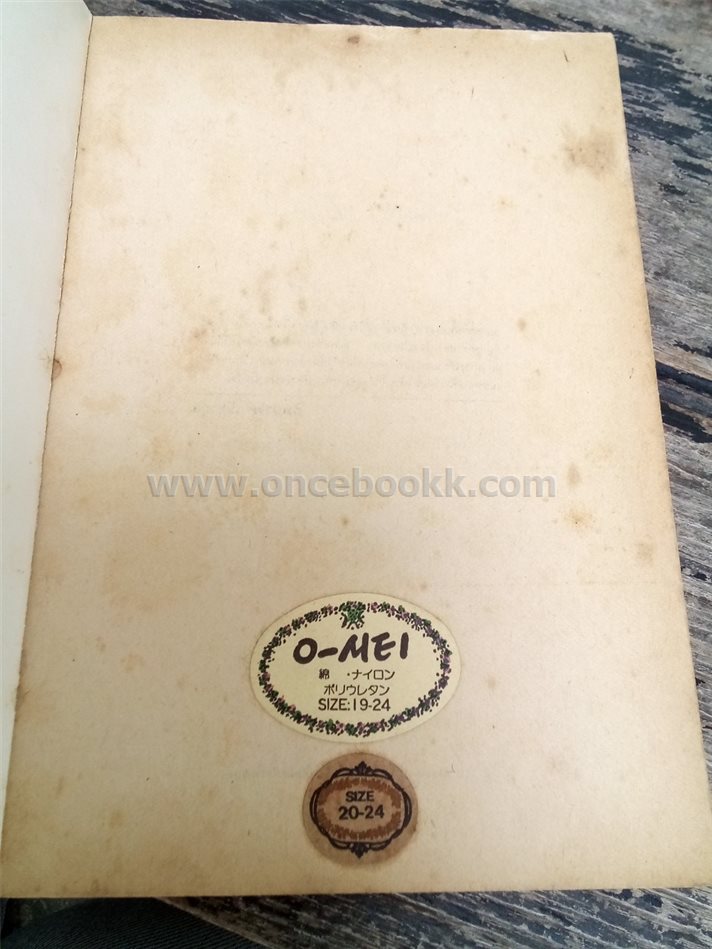 www.oncebookk.com
O-MEI
綿 ・ナイロン
ポリウレタン
SIZE:19-24
SIZE
20-24